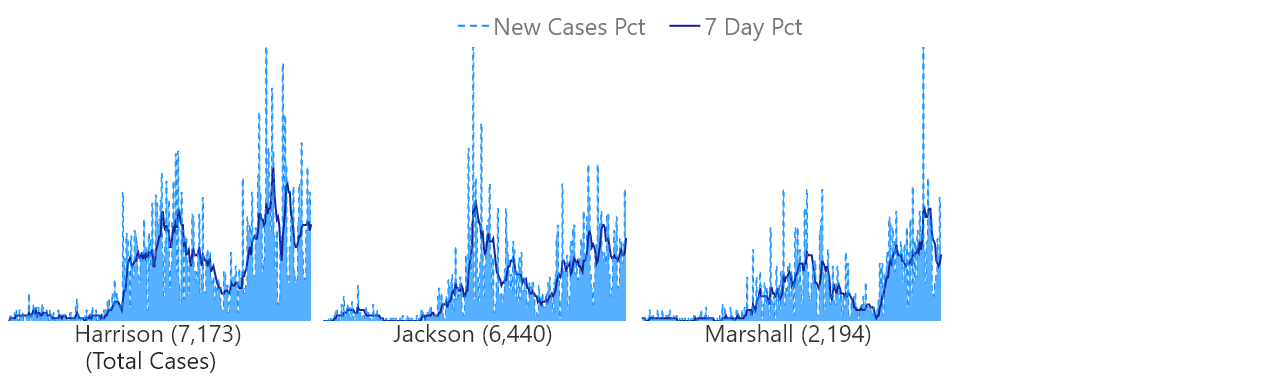 New Cases Pct 7 Day Pct
Harrison (7,173) Jackson (6,440) Marshall (2,194)
(Total Cases)